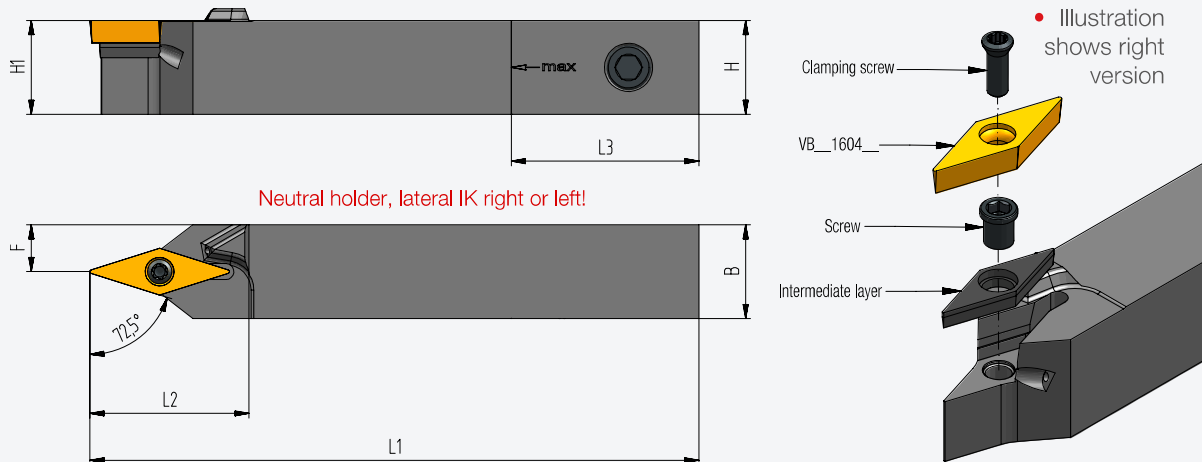 H1
max
H
L3
Neutral holder, lateral IK right or left!
F
B
72,5°
L2
L1
• Illustration
shows right
version
Clamping screw
VB__1604__
Screw
Intermediate layer